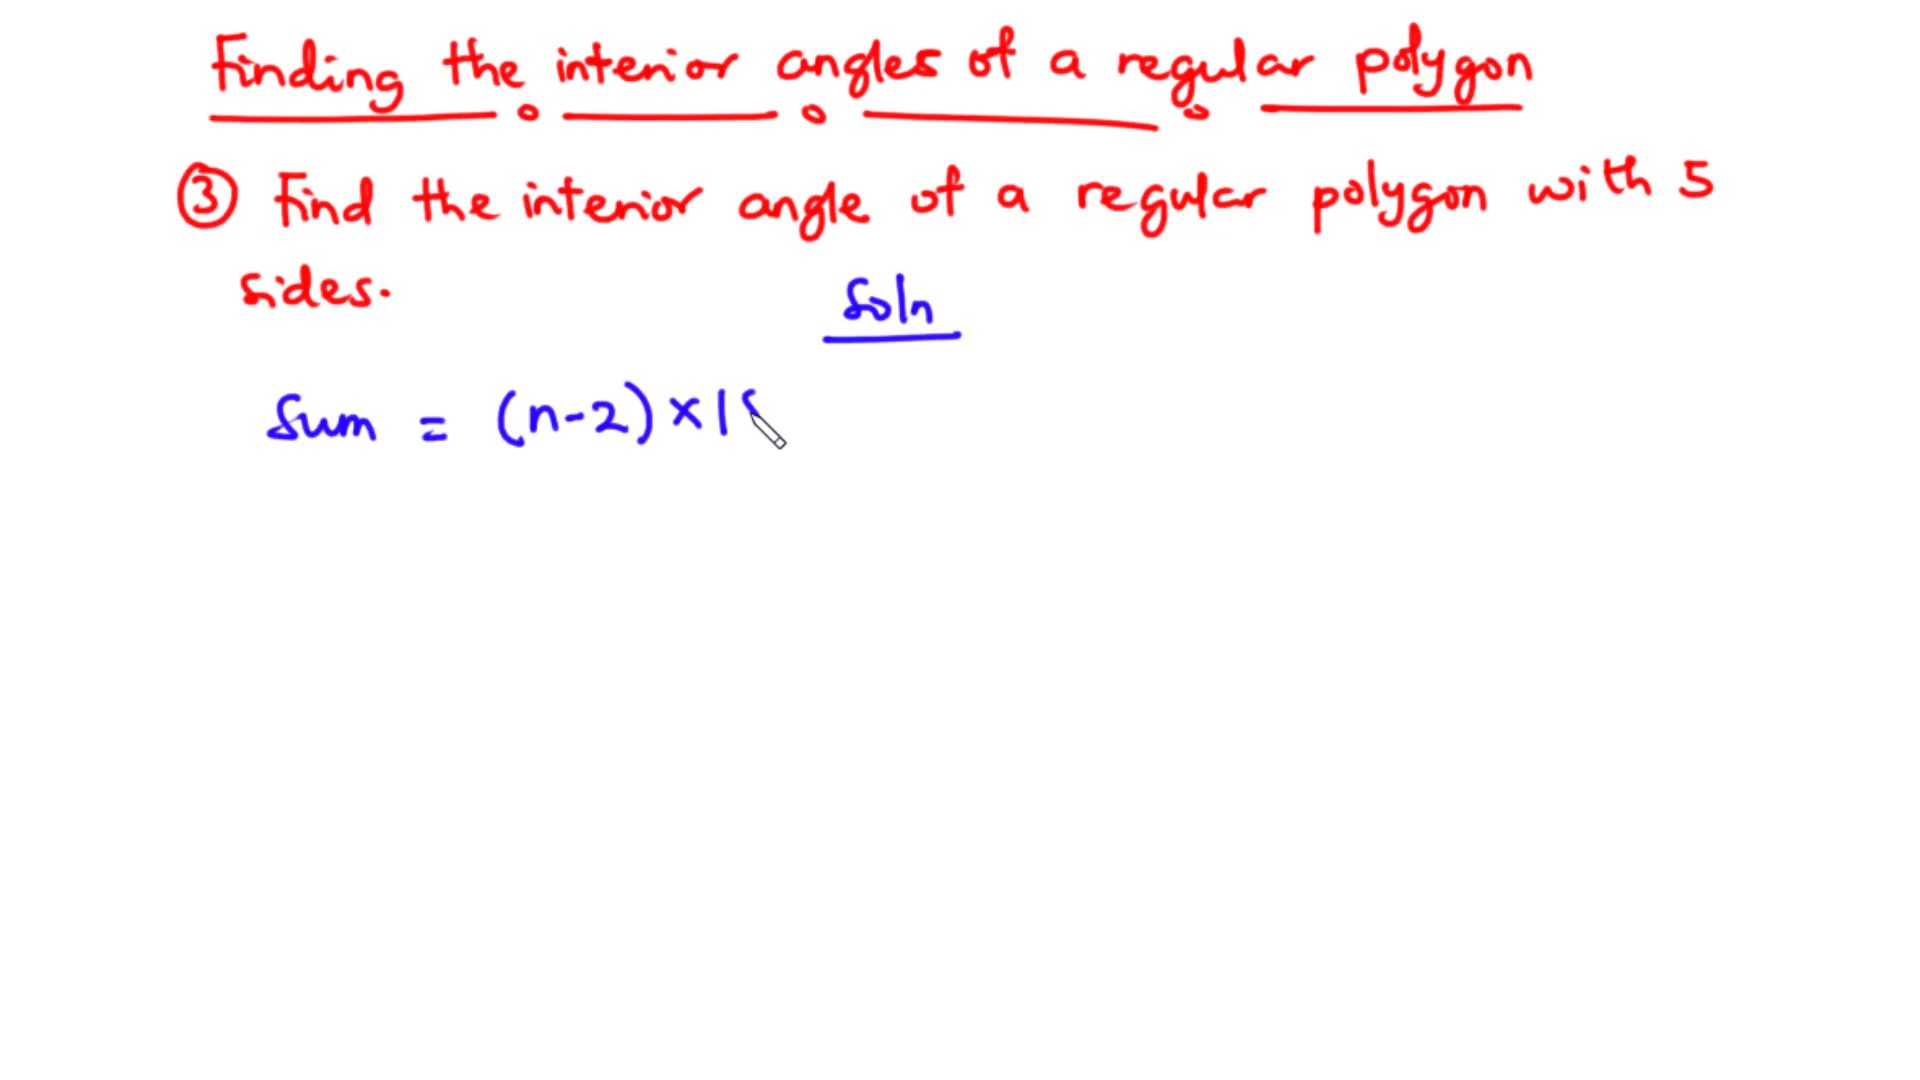 Finding the interior angles of a regular polygon
③ Find the interior angle of a regular polygon with 5
sides.
Soln
Sum = (n-2) × 18